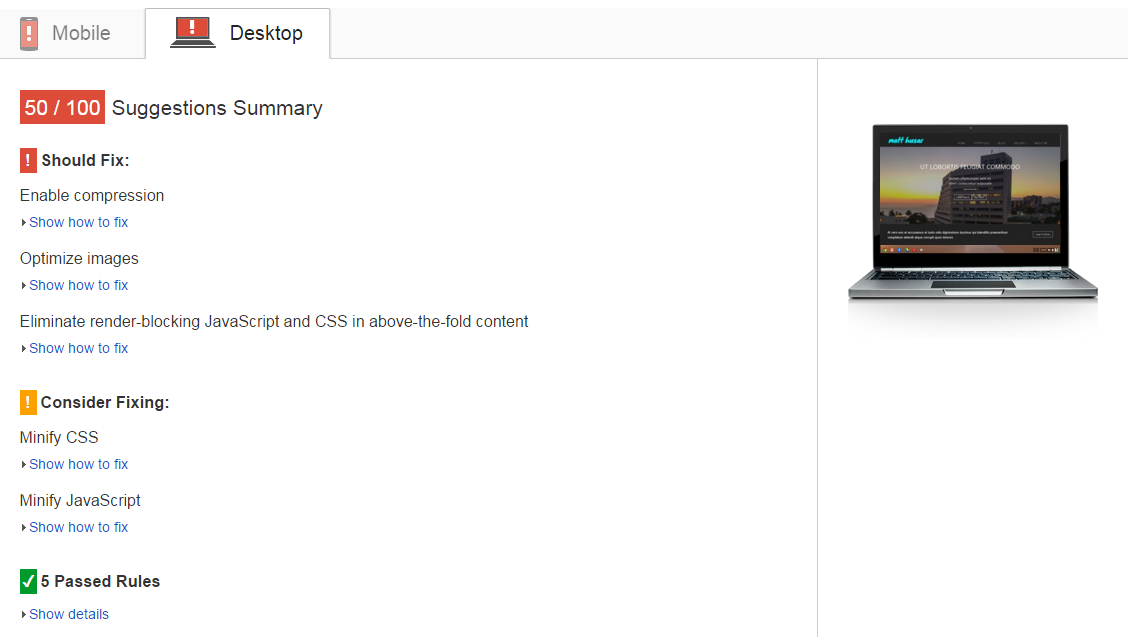 Mobile
Desktop
50 / 100 Suggestions Summary
! Should Fix:
Enable compression
Show how to fix
Optimize images
Show how to fix
Eliminate render-blocking JavaScript and CSS in above-the-fold content
Show how to fix
! Consider Fixing:
Minify CSS
Show how to fix
Minify JavaScript
Show how to fix
5 Passed Rules
Show details
matt husar
UT LOBORTIS FEUGIAT COMMODO